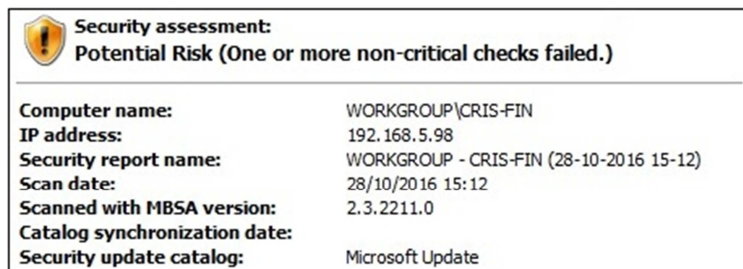 Security assessment:
Potential Risk (One or more non-critical checks failed.)
Computer name: WORKGROUP\CRIS-FIN
IP address: 192.168.5.98
Security report name: WORKGROUP - CRIS-FIN (28-10-2016 15-12)
Scan date: 28/10/2016 15:12
Scanned with MBSA version: 2.3.2211.0
Catalog synchronization date:
Security update catalog: Microsoft Update